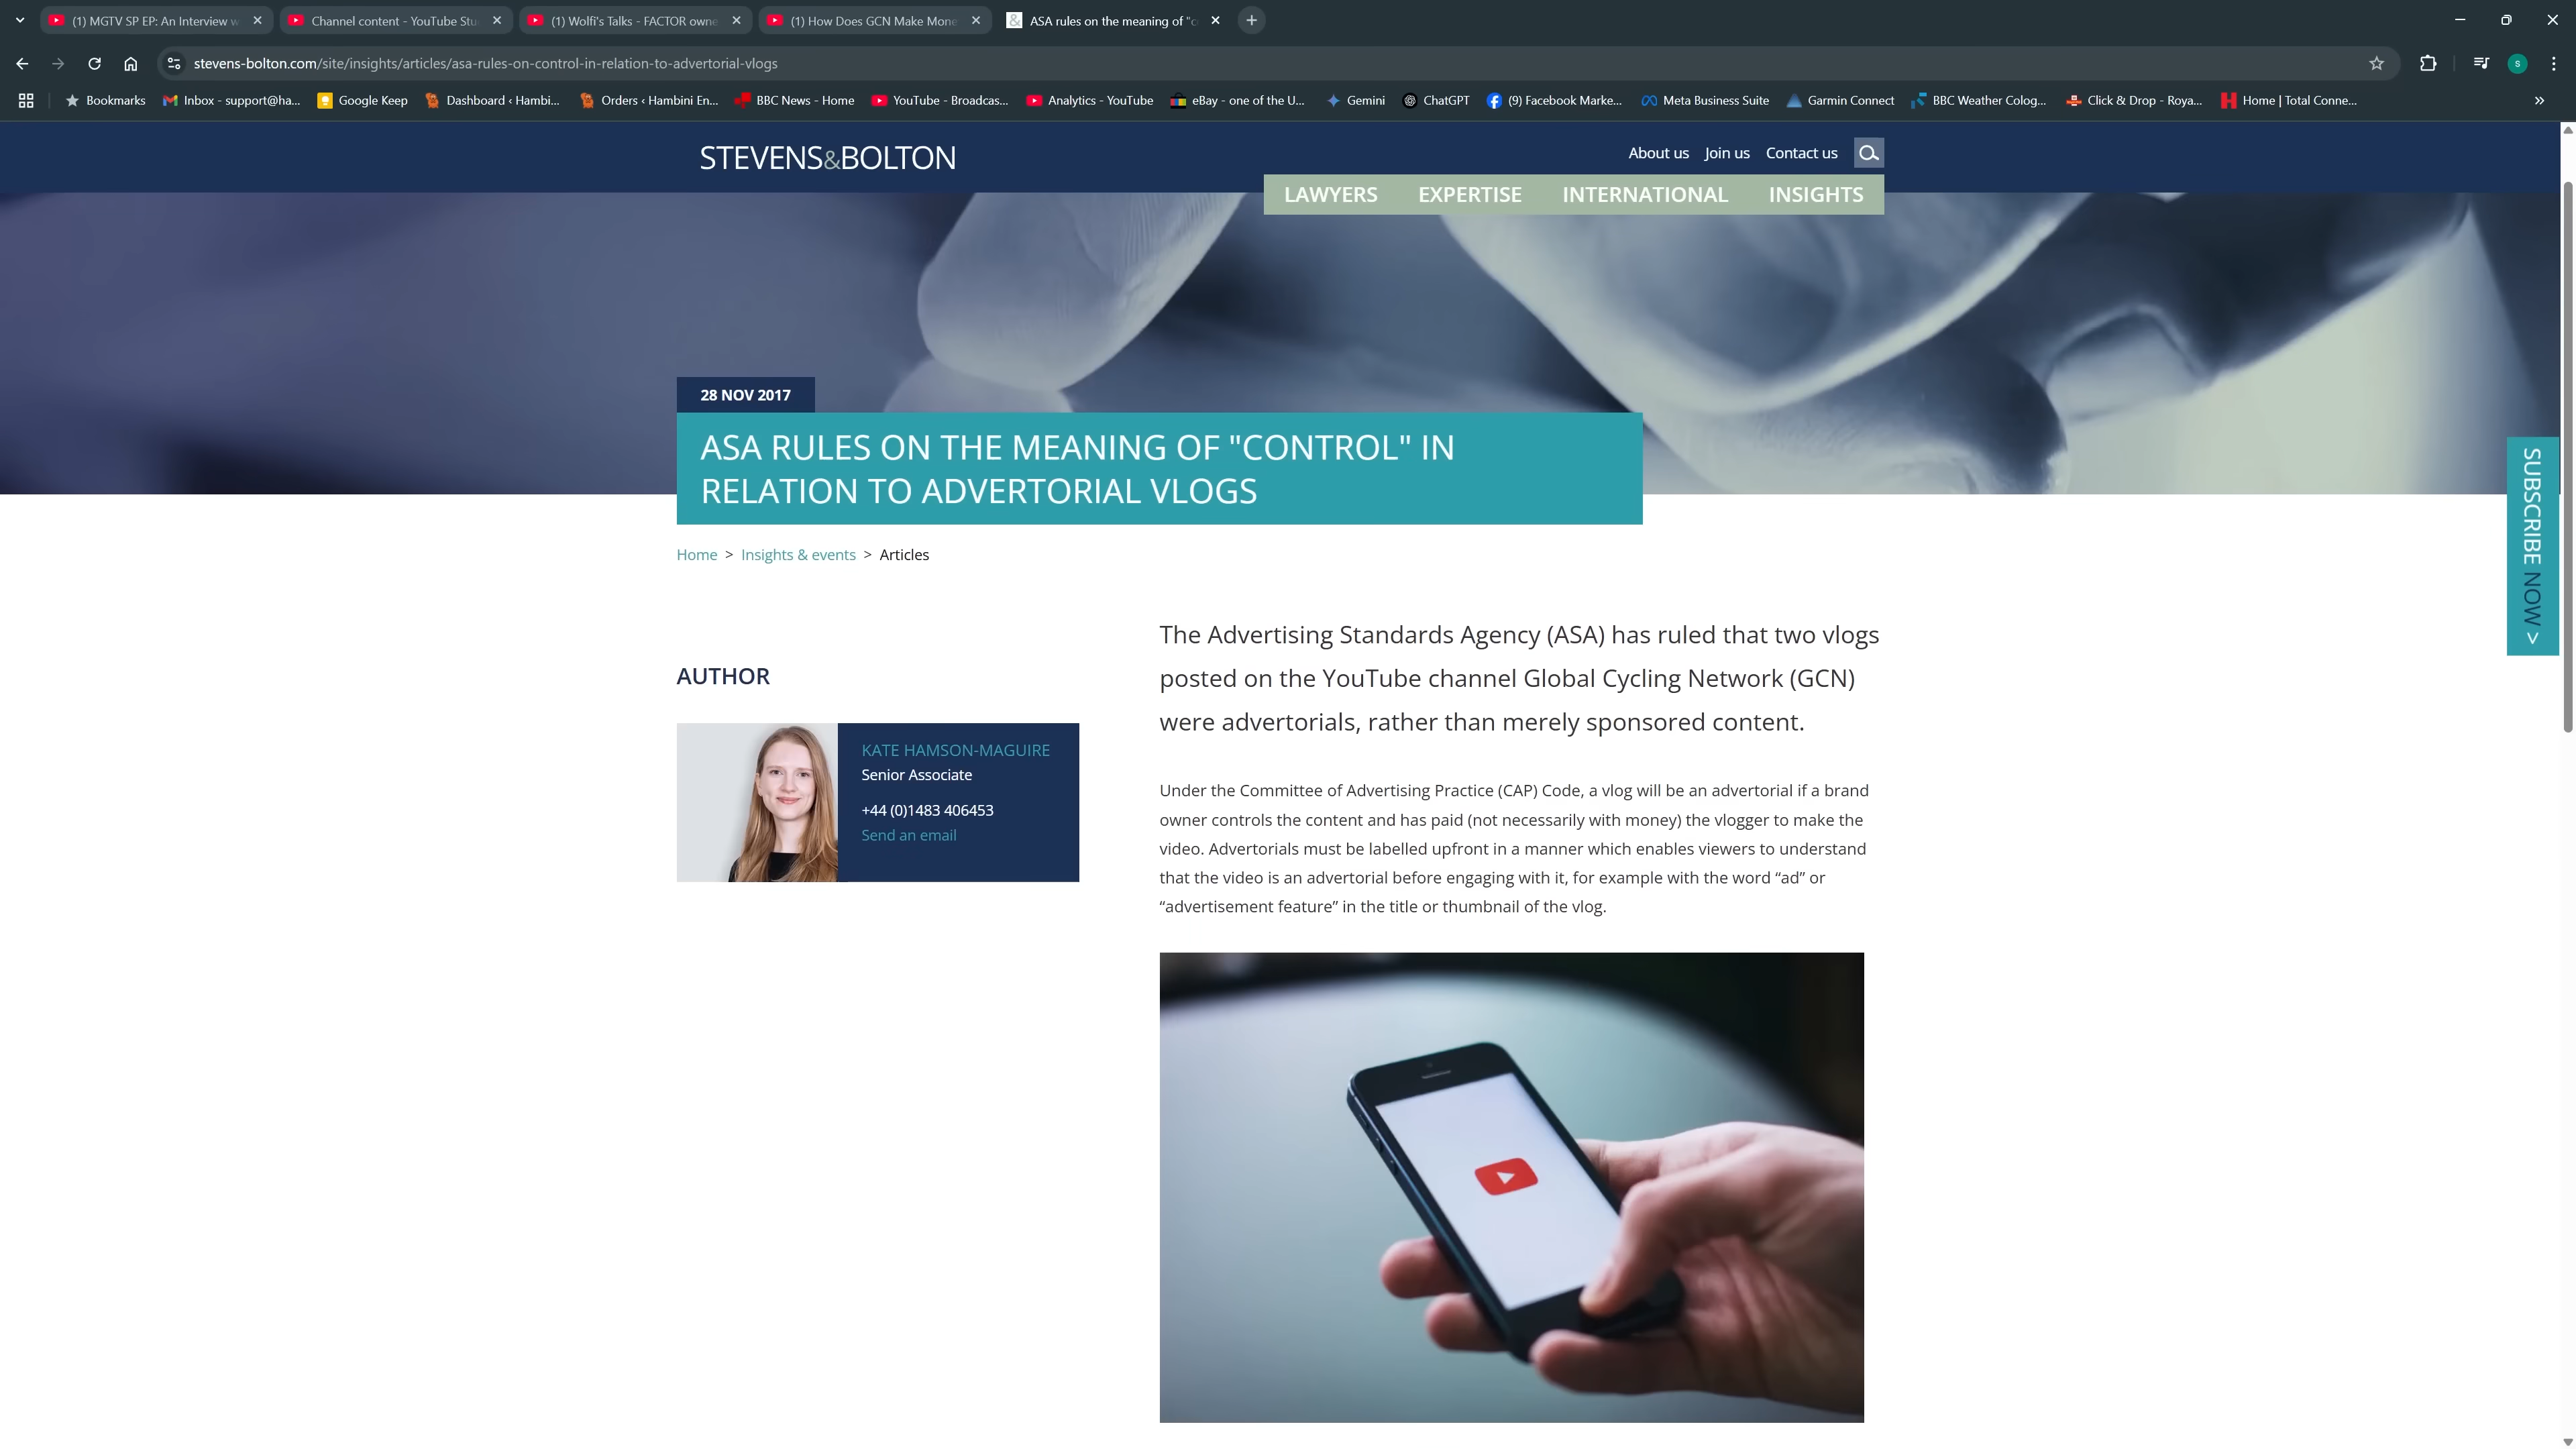 (1) MGTV SP EP: An Interview w
Channel content - YouTube Stu
(1) Wolfi's Talks - FACTOR owne
(1) How Does GCN Make Mone
ASA rules on the meaning of "c
stevens-bolton.com/site/insights/articles/asa-rules-on-control-in-relation-to-advertorial-vlogs
S
Bookmarks
Inbox - support@ha...
Google Keep
Dashboard ‹ Hambi...
Orders ‹ Hambini En...
BBC News - Home
YouTube - Broadcas...
Analytics - YouTube
eBay - one of the U...
Gemini
ChatGPT
(9) Facebook Marke...
Meta Business Suite
Garmin Connect
BBC Weather Colog...
Click & Drop - Roya...
Home | Total Conne...
STEVENS&BOLTON
About us
Join us
Contact us
LAWYERS
EXPERTISE
INTERNATIONAL
INSIGHTS
28 NOV 2017
ASA RULES ON THE MEANING OF "CONTROL" IN
RELATION TO ADVERTORIAL VLOGS
SUBSCRIBE NOW >
Home > Insights & events > Articles
AUTHOR
KATE HAMSON-MAGUIRE
Senior Associate
+44 (0)1483 406453
Send an email
The Advertising Standards Agency (ASA) has ruled that two vlogs
posted on the YouTube channel Global Cycling Network (GCN)
were advertorials, rather than merely sponsored content.
Under the Committee of Advertising Practice (CAP) Code, a vlog will be an advertorial if a brand
owner controls the content and has paid (not necessarily with money) the vlogger to make the
video. Advertorials must be labelled upfront in a manner which enables viewers to understand
that the video is an advertorial before engaging with it, for example with the word “ad” or
“advertisement feature” in the title or thumbnail of the vlog.